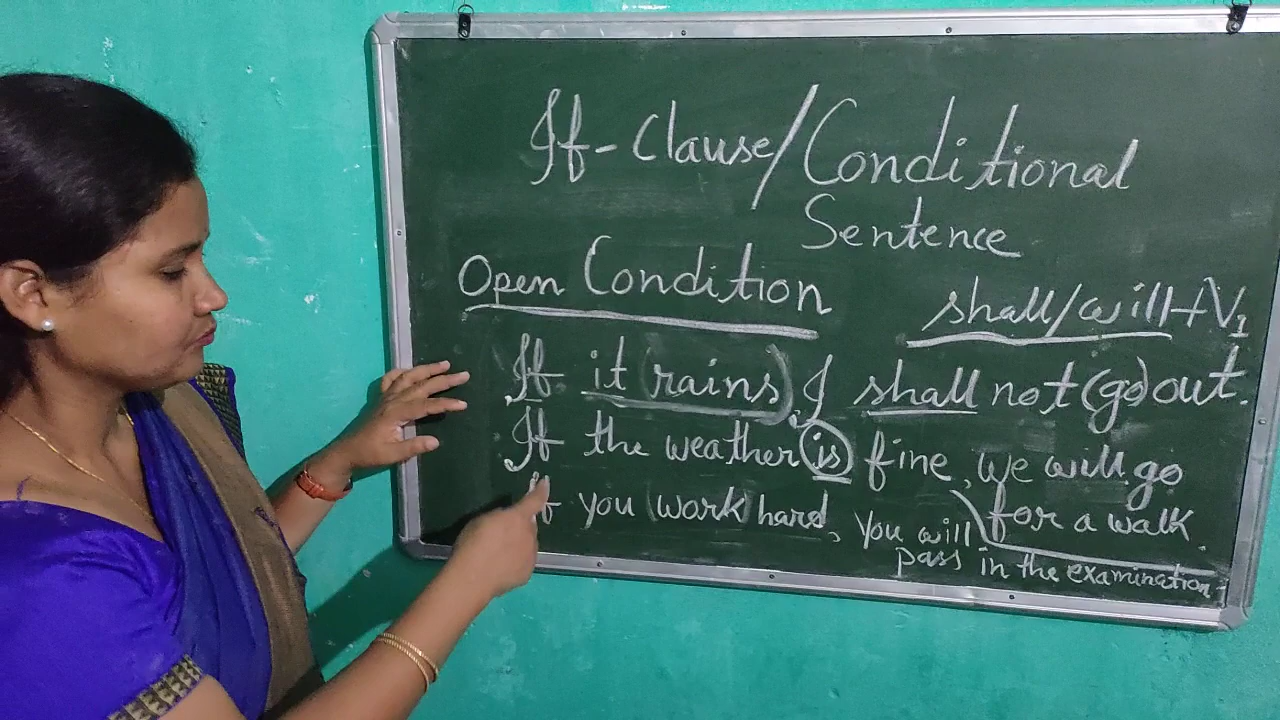 If-Clause/Conditional
Sentence
Open Condition
shall/will+V1
If it (rains), I shall not (go) out.
If the weather is fine, we will go
for a walk.
If you (work) hard, you will
pass in the examination.